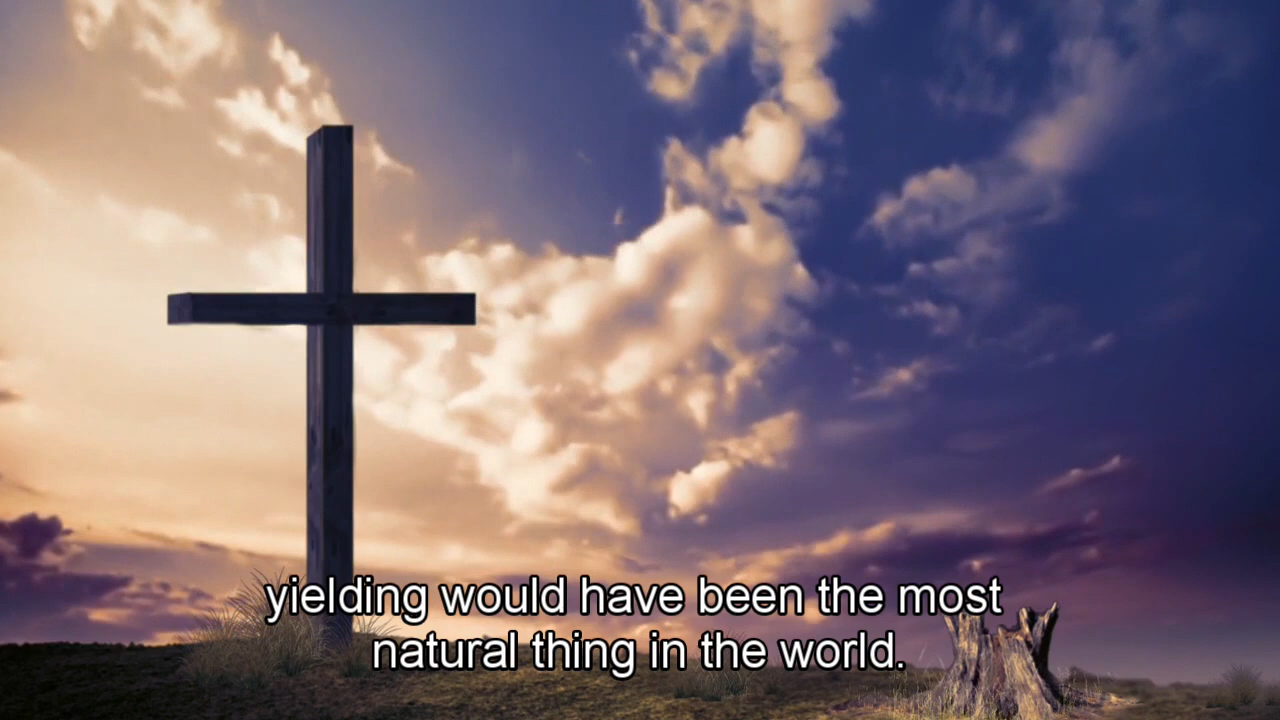 yielding would have been the most
natural thing in the world.